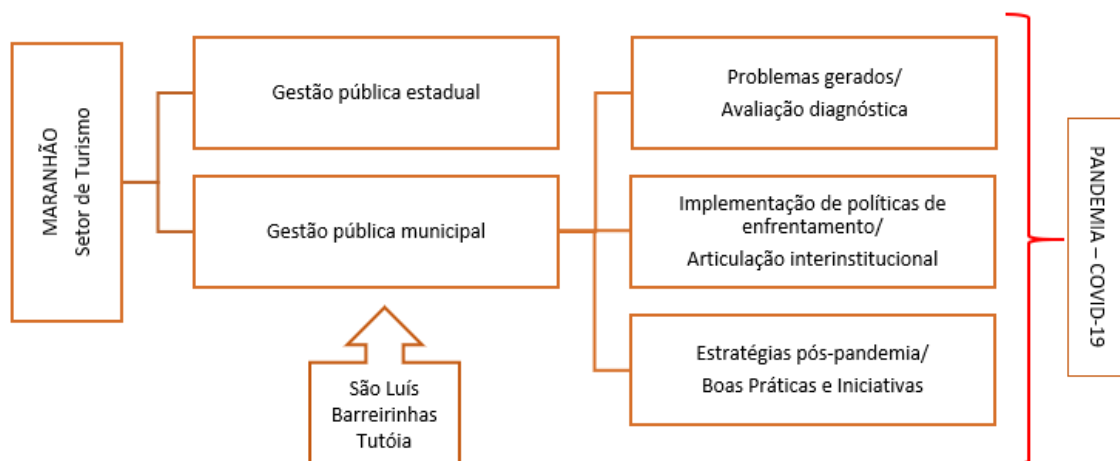 MARANHÃO
Setor de Turismo
Gestão pública estadual
Gestão pública municipal
São Luís
Barreirinhas
Tutóia
Problemas gerados/
Avaliação diagnóstica
Implementação de políticas de
enfrentamento/
Articulação interinstitucional
Estratégias pós-pandemia/
Boas Práticas e Iniciativas
PANDEMIA – COVID-19